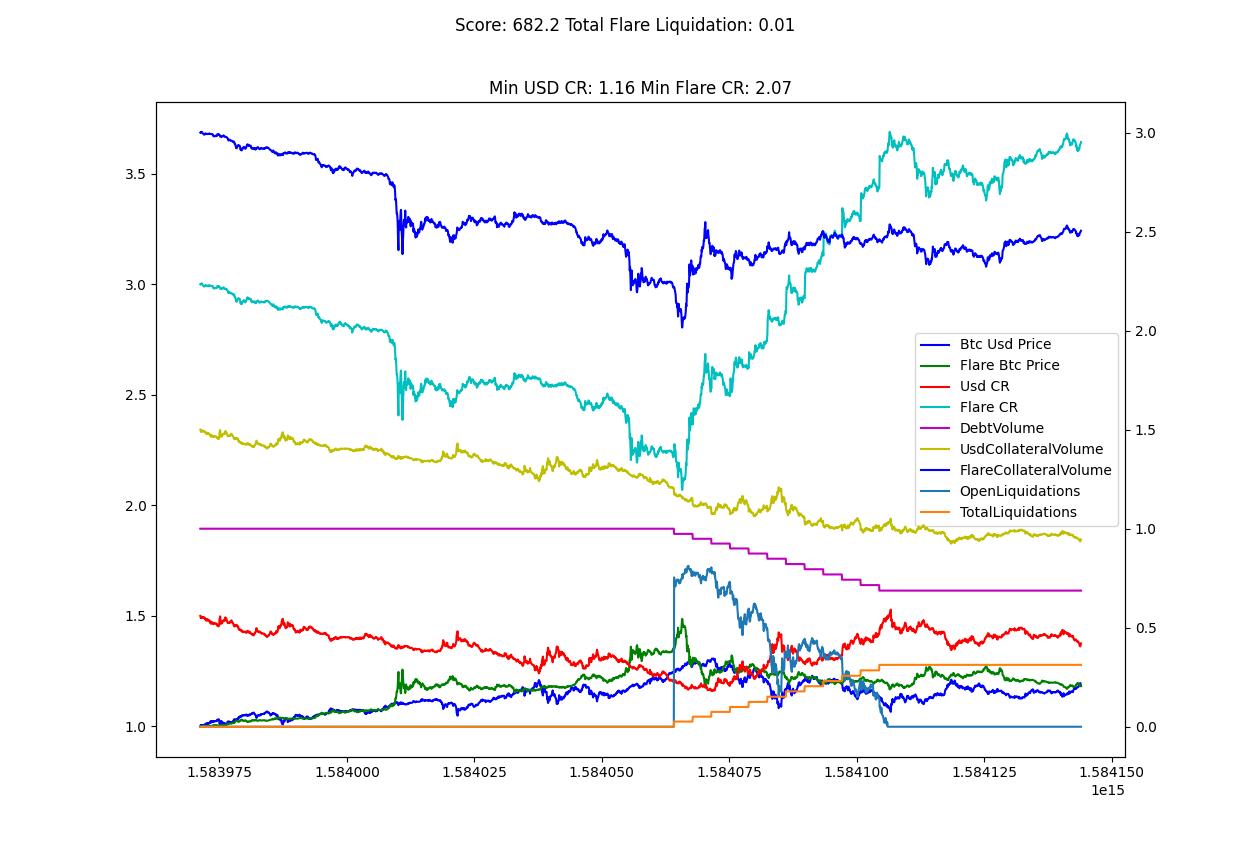 Score: 682.2 Total Flare Liquidation: 0.01
Min USD CR: 1.16 Min Flare CR: 2.07
3.5
3.0
2.5
2.0
1.5
1.0
3.0
2.5
2.0
1.5
1.0
0.5
0.0
Btc Usd Price
Flare Btc Price
Usd CR
Flare CR
DebtVolume
UsdCollateralVolume
FlareCollateralVolume
OpenLiquidations
TotalLiquidations
1.583975 1.584000 1.584025 1.584050 1.584075 1.584100 1.584125 1.584150
1e15